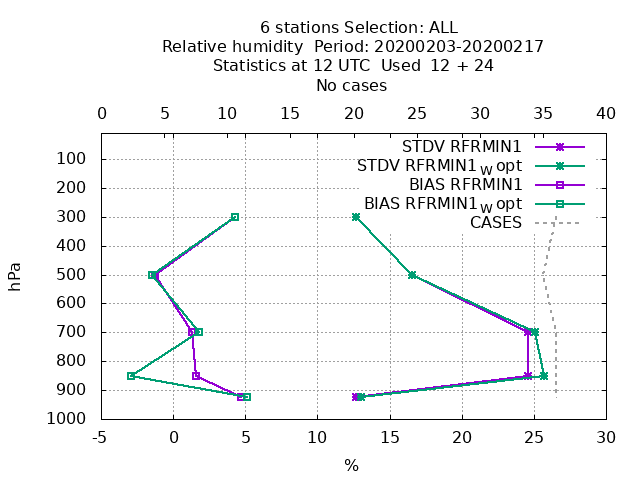 6 stations Selection: ALL
Relative humidity  Period: 20200203-20200217
Statistics at 12 UTC  Used  12 + 24
No cases
0 5 10 15 20 25 30 35 40
STDV RFRMIN1
STDV RFRMIN1w opt
BIAS RFRMIN1
BIAS RFRMIN1w opt
CASES
100
200
300
400
500
600
700
800
900
1000
hPa
-5 0 5 10 15 20 25 30
%